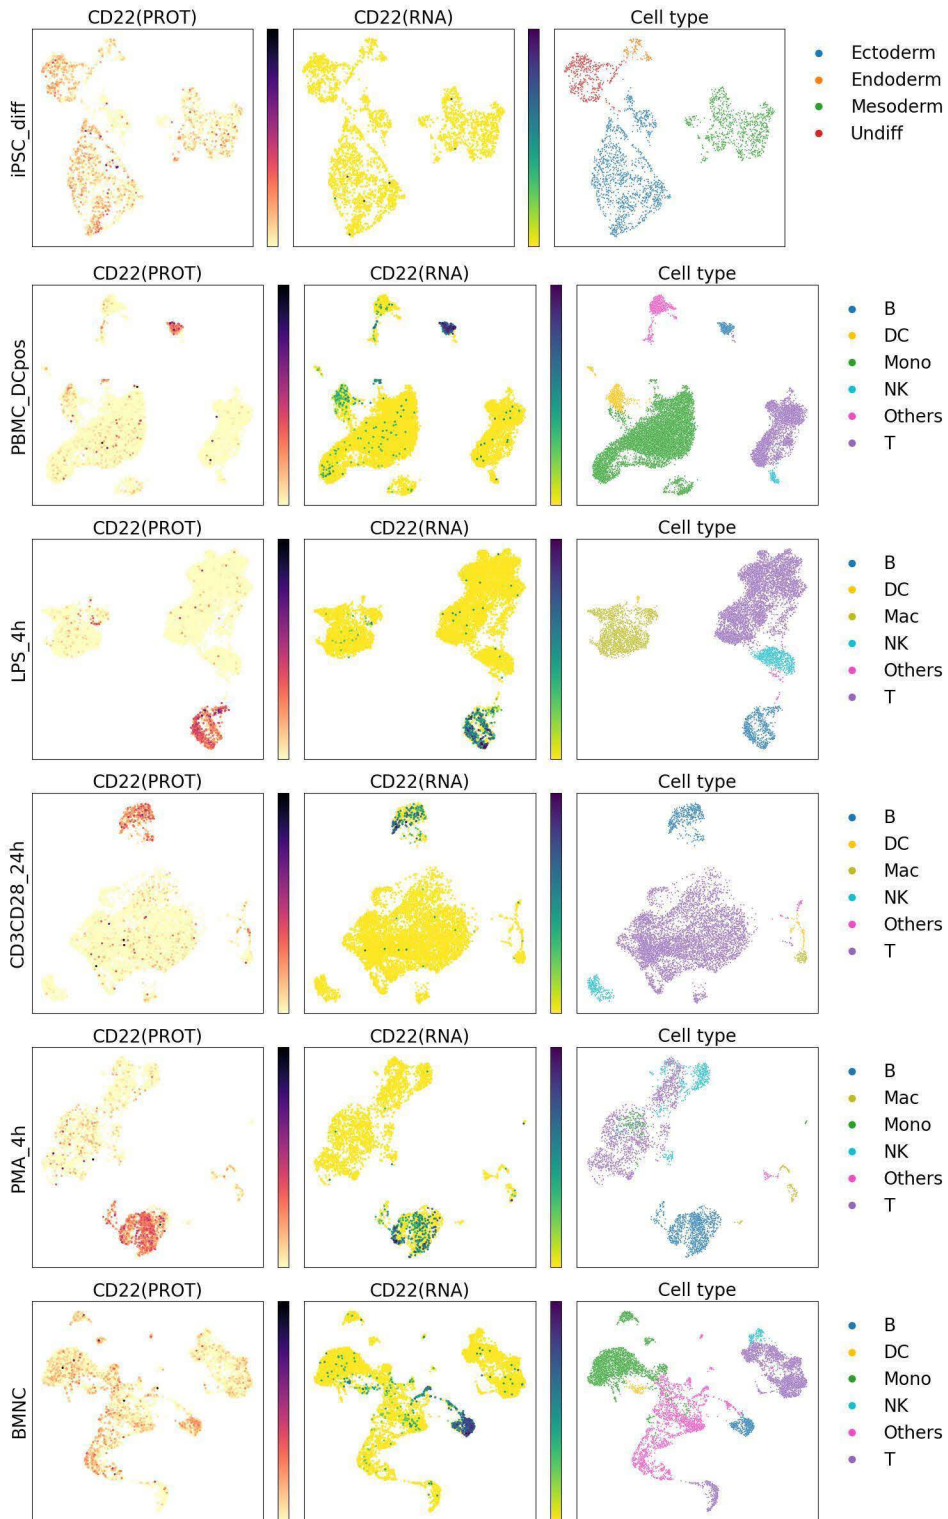 CD22(PROT) CD22(RNA) Cell type
iPSC_diff
Ectoderm
Endoderm
Mesoderm
Undiff
CD22(PROT) CD22(RNA) Cell type
PBMC_DCpos
B
DC
Mono
NK
Others
T
CD22(PROT) CD22(RNA) Cell type
LPS_4h
B
DC
Mac
NK
Others
T
CD22(PROT) CD22(RNA) Cell type
CD3CD28_24h
B
DC
Mac
NK
Others
T
CD22(PROT) CD22(RNA) Cell type
PMA_4h
B
Mac
Mono
NK
Others
T
CD22(PROT) CD22(RNA) Cell type
BMNC
B
DC
Mono
NK
Others
T